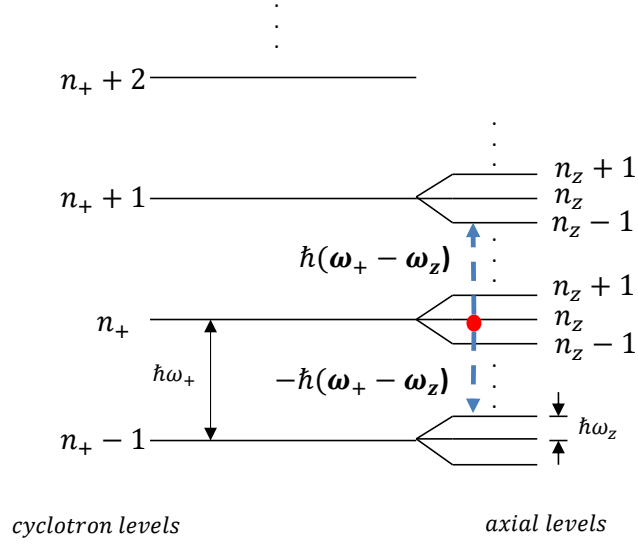 n₊ + 2
n_z + 1
n₊ + 1
n_z
n_z − 1
ħ(ω₊ − ω_z)
n_z + 1
n₊
n_z
n_z − 1
ħω₊
−ħ(ω₊ − ω_z)
ħω_z
n₊ − 1
cyclotron levels
axial levels